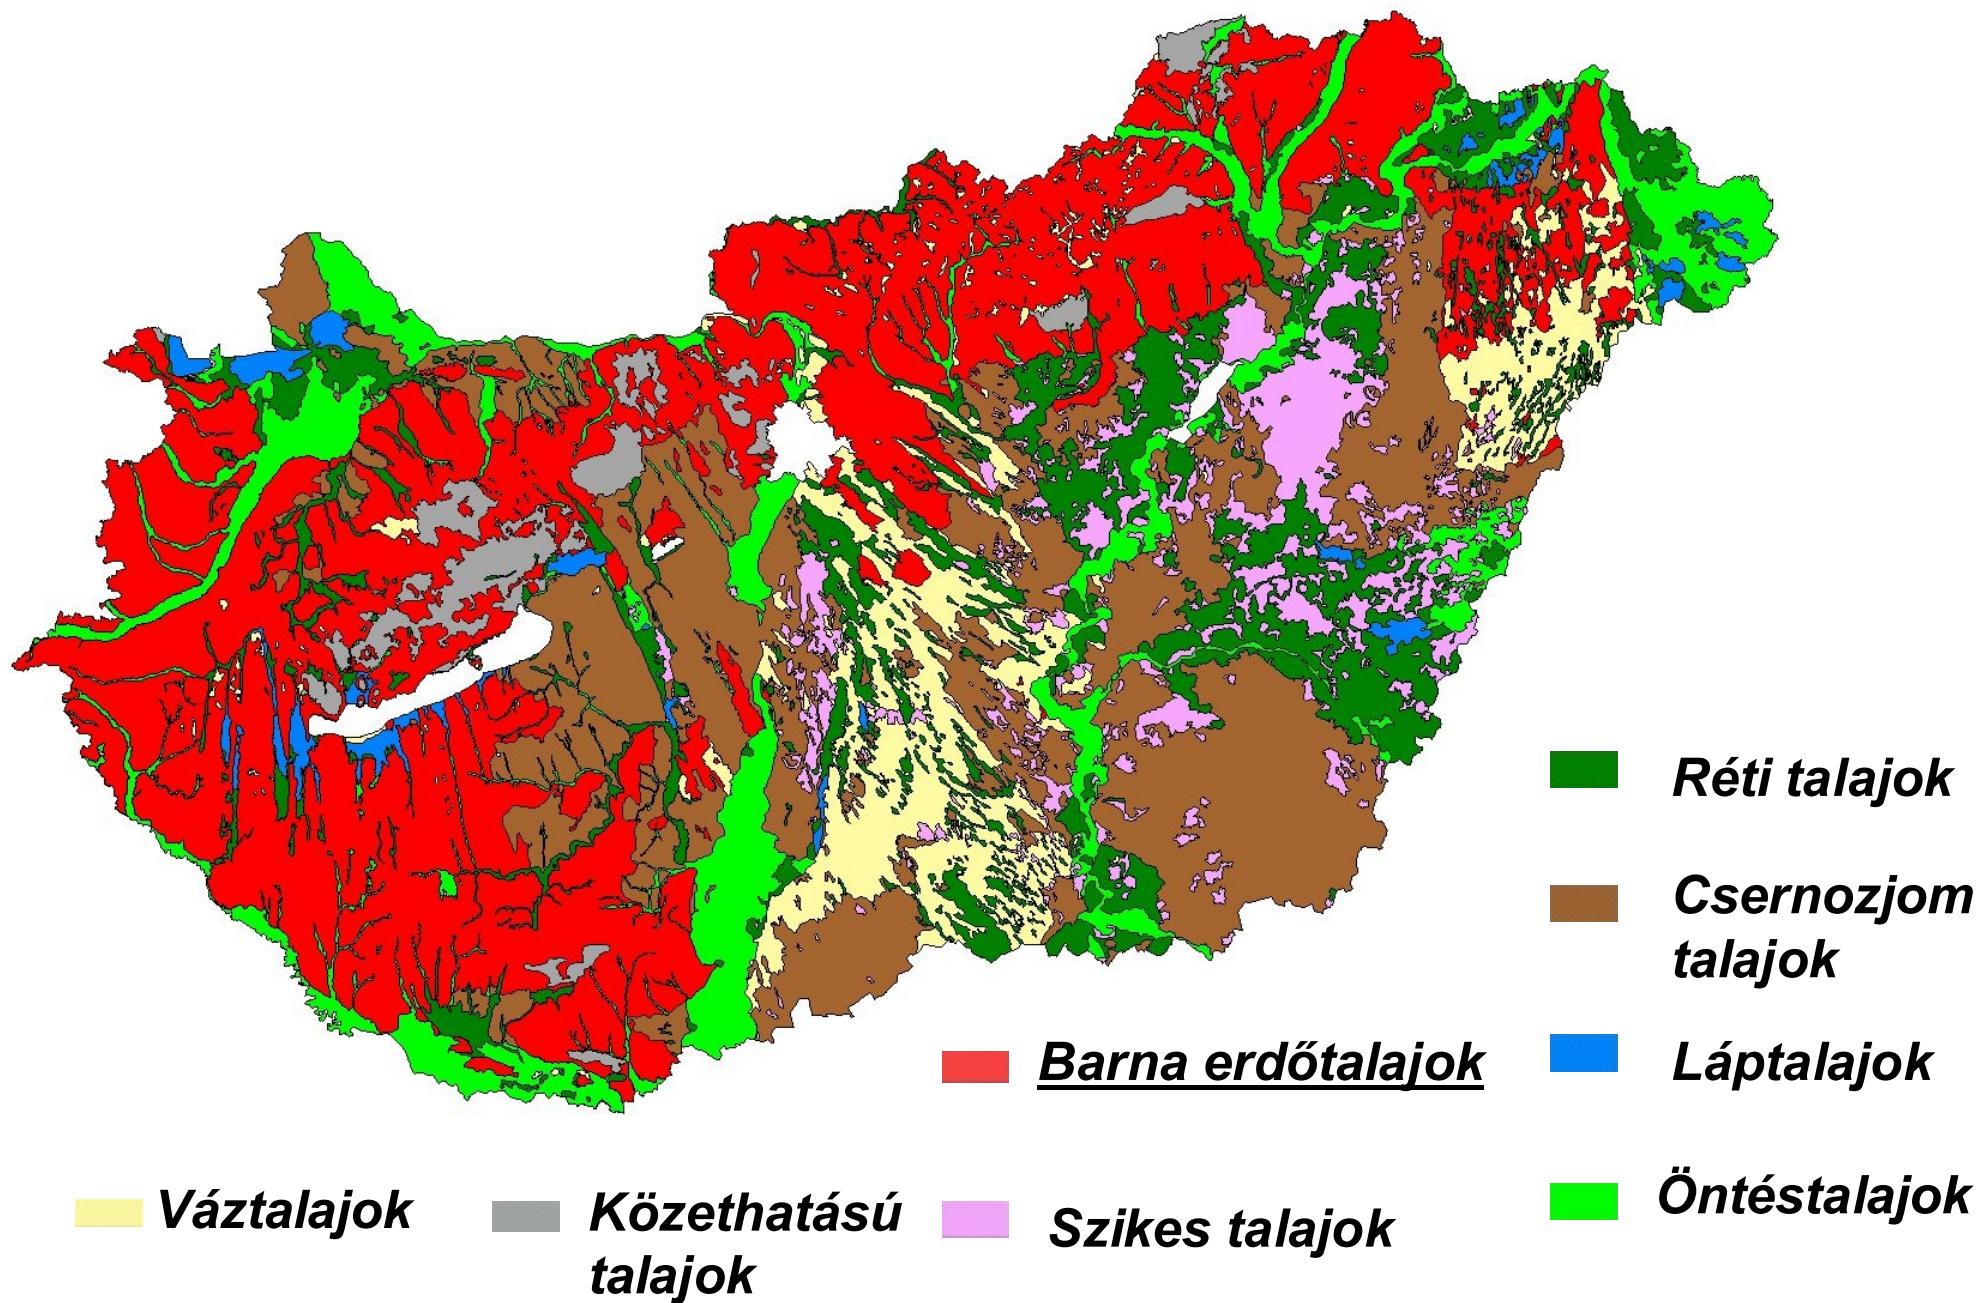 Réti talajok
Csernozjom
talajok
Barna erdőtalajok
Láptalajok
Váztalajok
Közethatású
talajok
Szikes talajok
Öntéstalajok